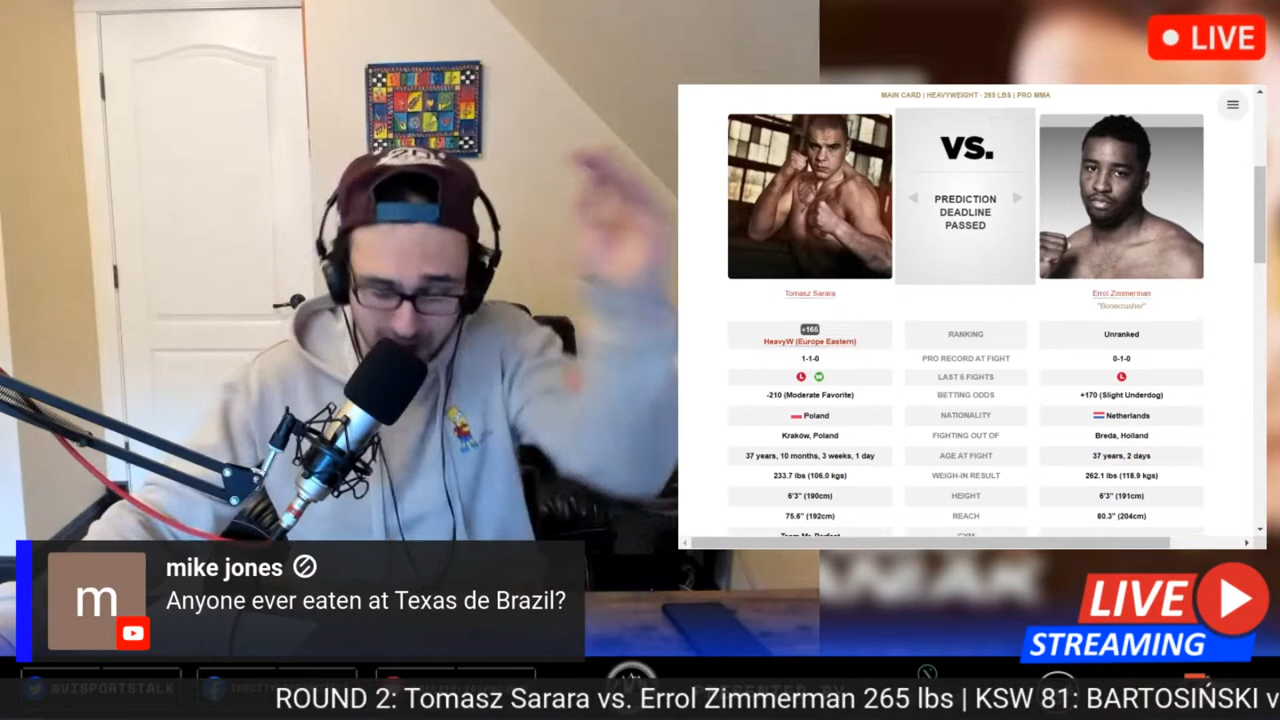 LIVE
MAIN CARD | HEAVYWEIGHT · 265 LBS | PRO MMA
VS.
PREDICTION
DEADLINE
PASSED
Tomasz Sarara
Errol Zimmerman
"Bonecrusher"
+165
HeavyW (Europe Eastern)
RANKING
Unranked
1-1-0
PRO RECORD AT FIGHT
0-1-0
L W
LAST 5 FIGHTS
L
-210 (Moderate Favorite)
BETTING ODDS
+170 (Slight Underdog)
Poland
NATIONALITY
Netherlands
Kraków, Poland
FIGHTING OUT OF
Breda, Holland
37 years, 10 months, 3 weeks, 1 day
AGE AT FIGHT
37 years, 2 days
233.7 lbs (106.0 kgs)
WEIGH-IN RESULT
262.1 lbs (118.9 kgs)
6'3" (190cm)
HEIGHT
6'3" (191cm)
75.6" (192cm)
REACH
80.3" (204cm)
m
mike jones
Anyone ever eaten at Texas de Brazil?
LIVE
STREAMING
@VISPORTSTALK
ROUND 2: Tomasz Sarara vs. Errol Zimmerman 265 lbs | KSW 81: BARTOSIŃSKI v